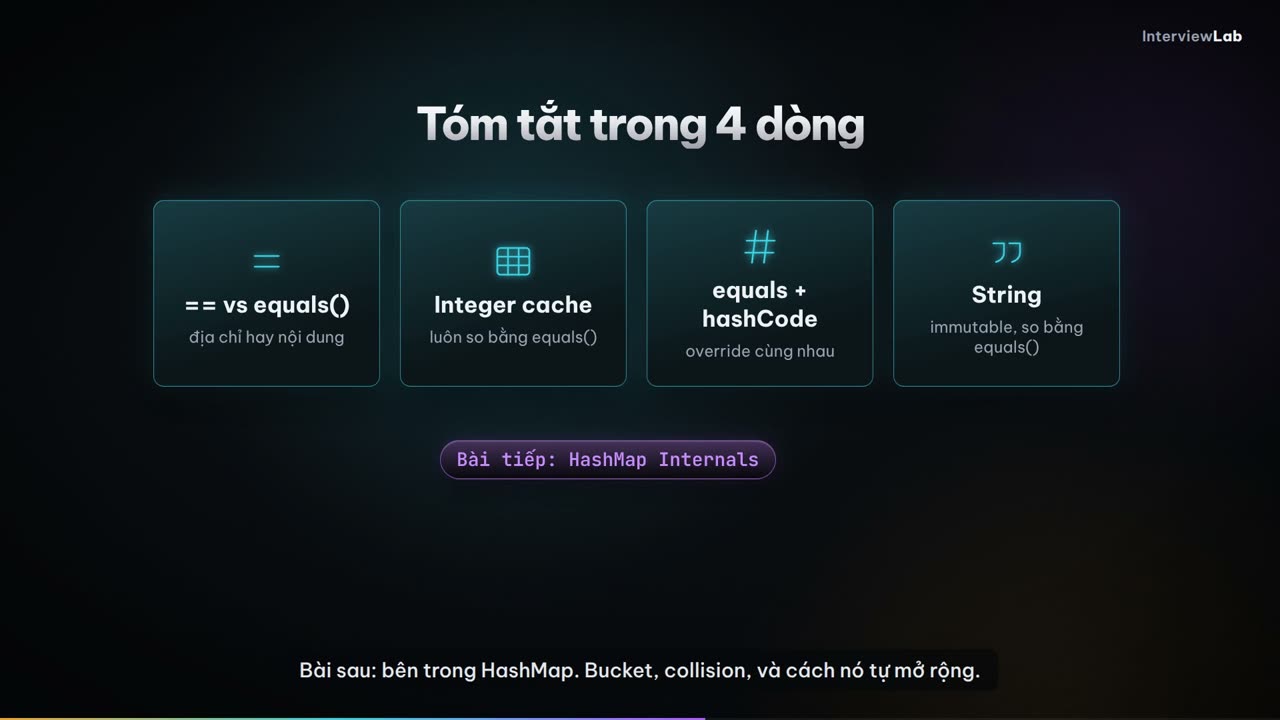 InterviewLab
Tóm tắt trong 4 dòng
== vs equals()
địa chỉ hay nội dung
Integer cache
luôn so bằng equals()
equals +
hashCode
override cùng nhau
String
immutable, so bằng
equals()
Bài tiếp: HashMap Internals
Bài sau: bên trong HashMap. Bucket, collision, và cách nó tự mở rộng.